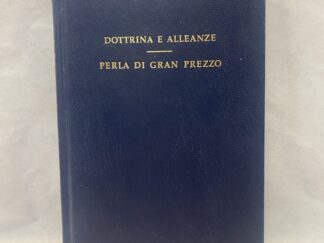 DOTTRINA E ALLEANZE
PERLA DI GRAN PREZZO